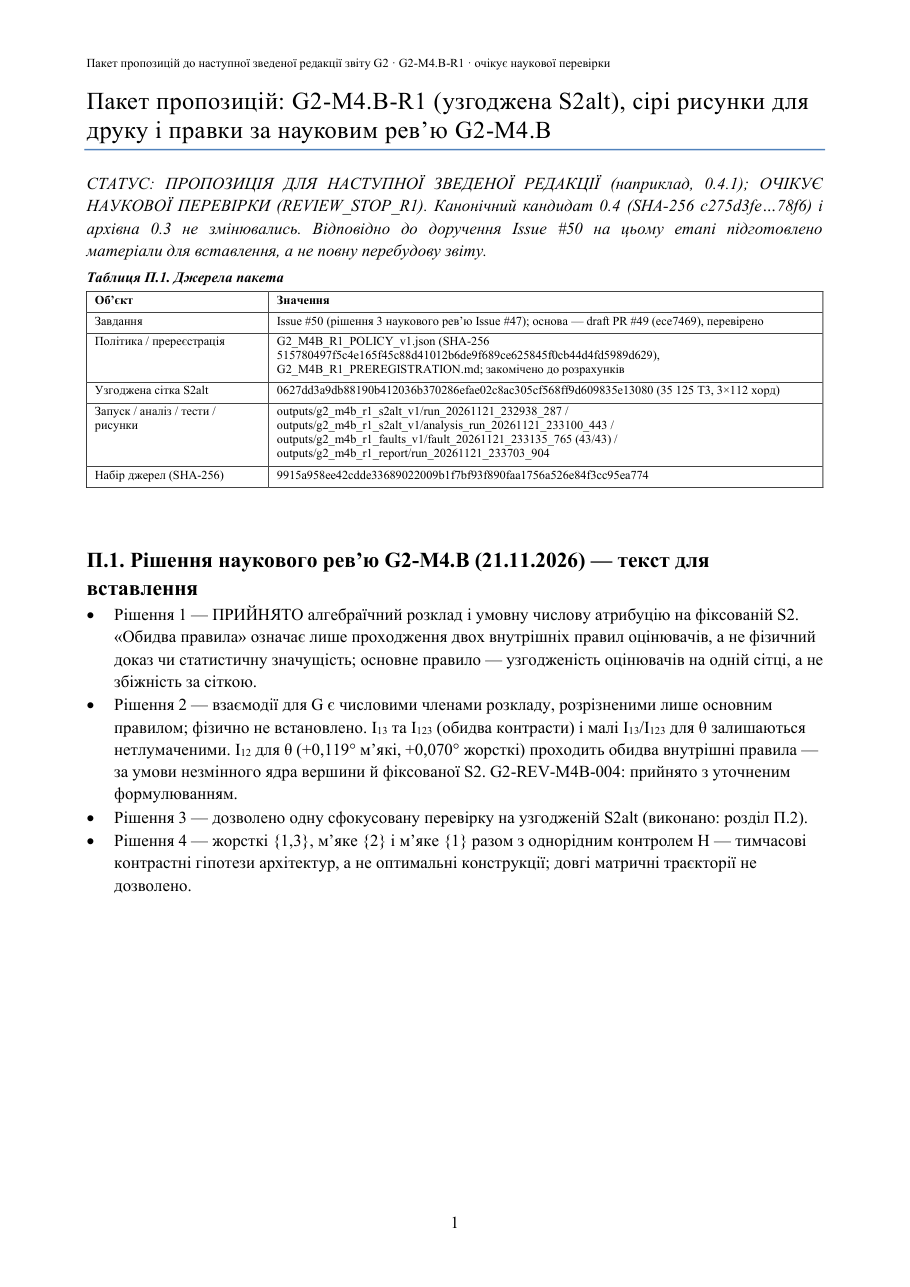 Пакет пропозицій до наступної зведеної редакції звіту G2 · G2-M4.B-R1 · очікує наукової перевірки
Пакет пропозицій: G2-M4.B-R1 (узгоджена S2alt), сірі рисунки для
друку і правки за науковим рев’ю G2-M4.B
СТАТУС: ПРОПОЗИЦІЯ ДЛЯ НАСТУПНОЇ ЗВЕДЕНОЇ РЕДАКЦІЇ (наприклад, 0.4.1); ОЧІКУЄ
НАУКОВОЇ ПЕРЕВІРКИ (REVIEW_STOP_R1). Канонічний кандидат 0.4 (SHA-256 c275d3fe…78f6) і
архівна 0.3 не змінювались. Відповідно до доручення Issue #50 на цьому етапі підготовлено
матеріали для вставлення, а не повну перебудову звіту.
Таблиця П.1. Джерела пакета
Об’єкт Значення
Завдання Issue #50 (рішення 3 наукового рев’ю Issue #47); основа — draft PR #49 (ece7469), перевірено
Політика / пререєстрація G2_M4B_R1_POLICY_v1.json (SHA-256
515780497f5c4e165f45c88d41012b6de9f689ce625845f0cb44d4fd5989d629),
G2_M4B_R1_PREREGISTRATION.md; закомічено до розрахунків
Узгоджена сітка S2alt 0627dd3a9db88190b412036b370286efae02c8ac305cf568ff9d609835e13080 (35 125 T3, 3×112 хорд)
Запуск / аналіз / тести / outputs/g2_m4b_r1_s2alt_v1/run_20261121_232938_287 /
рисунки outputs/g2_m4b_r1_s2alt_v1/analysis_run_20261121_233100_443 /
outputs/g2_m4b_r1_faults_v1/fault_20261121_233135_765 (43/43) /
outputs/g2_m4b_r1_report/run_20261121_233703_904
Набір джерел (SHA-256) 9915a958ee42cdde33689022009b1f7bf93f890faa1756a526e84f3cc95ea774
П.1. Рішення наукового рев’ю G2-M4.B (21.11.2026) — текст для
вставлення
• Рішення 1 — ПРИЙНЯТО алгебраїчний розклад і умовну числову атрибуцію на фіксованій S2.
«Обидва правила» означає лише проходження двох внутрішніх правил оцінювачів, а не фізичний
доказ чи статистичну значущість; основне правило — узгодженість оцінювачів на одній сітці, а не
збіжність за сіткою.
• Рішення 2 — взаємодії для G є числовими членами розкладу, розрізненими лише основним
правилом; фізично не встановлено. I₁₃ та I₁₂₃ (обидва контрасти) і малі I₁₃/I₁₂₃ для θ залишаються
нетлумаченими. I₁₂ для θ (+0,119° м’які, +0,070° жорсткі) проходить обидва внутрішні правила —
за умови незмінного ядра вершини й фіксованої S2. G2-REV-M4B-004: прийнято з уточненим
формулюванням.
• Рішення 3 — дозволено одну сфокусовану перевірку на узгодженій S2alt (виконано: розділ П.2).
• Рішення 4 — жорсткі {1,3}, м’яке {2} і м’яке {1} разом з однорідним контролем H — тимчасові
контрастні гіпотези архітектур, а не оптимальні конструкції; довгі матричні траєкторії не
дозволено.
1